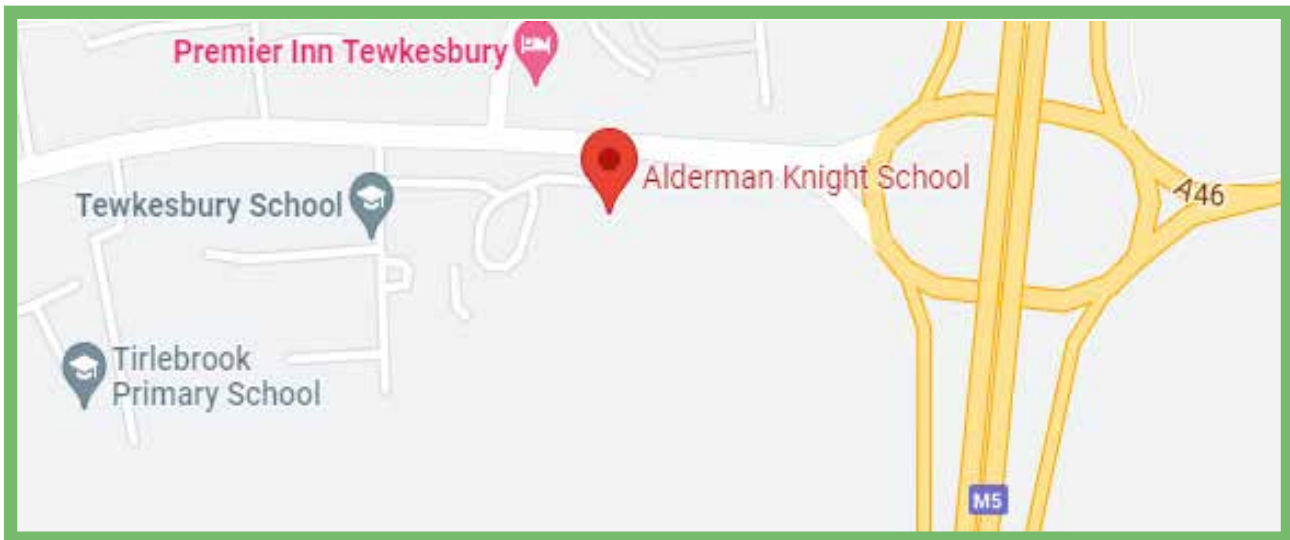 Premier Inn Tewkesbury
Alderman Knight School
A46
Tewkesbury School
Tirlebrook
Primary School
M5